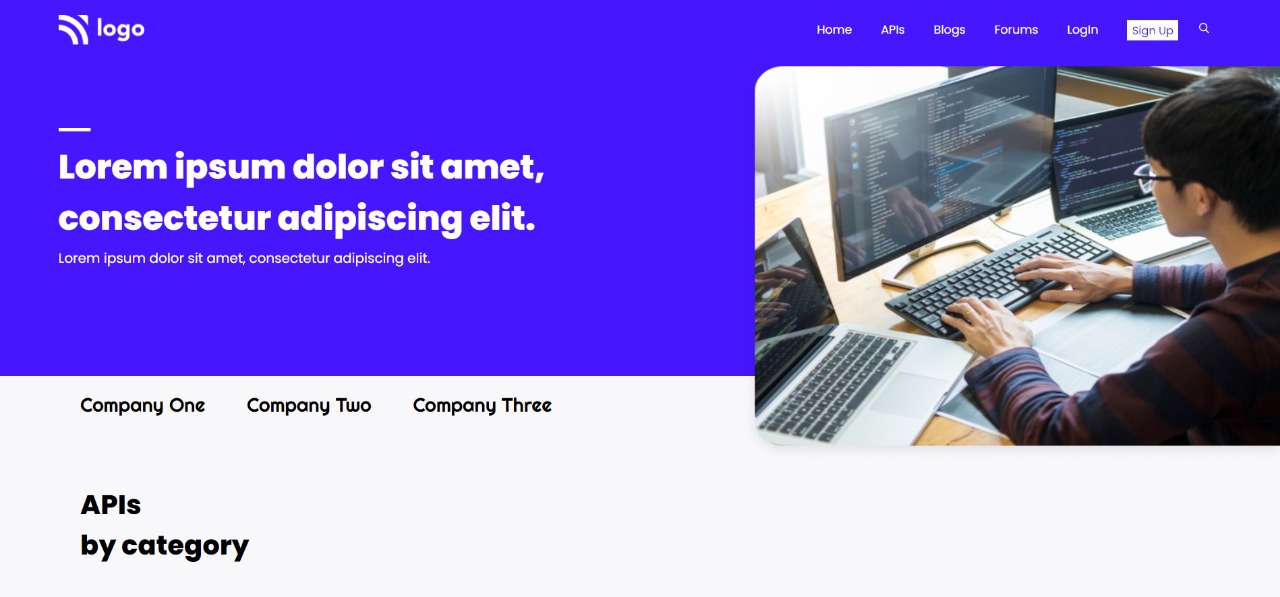 logo
Home APIs Blogs Forums LogIn Sign Up
Lorem ipsum dolor sit amet,
consectetur adipiscing elit.
Lorem ipsum dolor sit amet, consectetur adipiscing elit.
Company One Company Two Company Three
APIs
by category